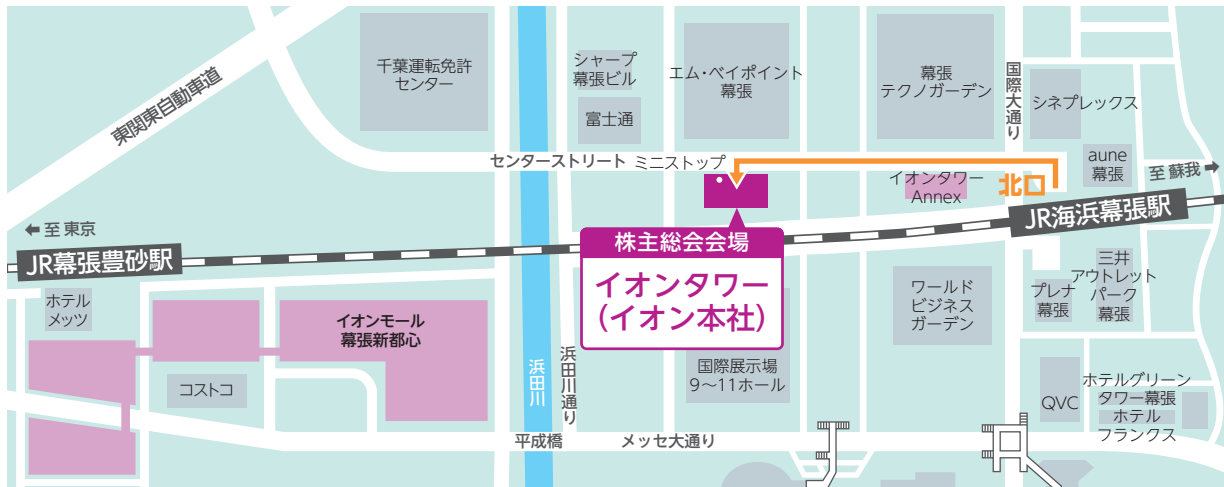 東関東自動車道
千葉運転免許
センター
シャープ
幕張ビル
富士通
エム・ベイポイント
幕張
幕張
テクノガーデン
国際大通り
シネプレックス
センターストリート
ミニストップ
イオンタワー
Annex
北口
aune
幕張
至 蘇我→
←至 東京
JR幕張豊砂駅
JR海浜幕張駅
株主総会会場
イオンタワー
(イオン本社)
ホテル
メッツ
イオンモール
幕張新都心
コストコ
浜田川
浜田川通り
国際展示場
9〜11ホール
ワールド
ビジネス
ガーデン
プレナ
幕張
三井
アウトレット
パーク
幕張
QVC
ホテルグリーン
タワー幕張
ホテル
フランクス
平成橋
メッセ大通り